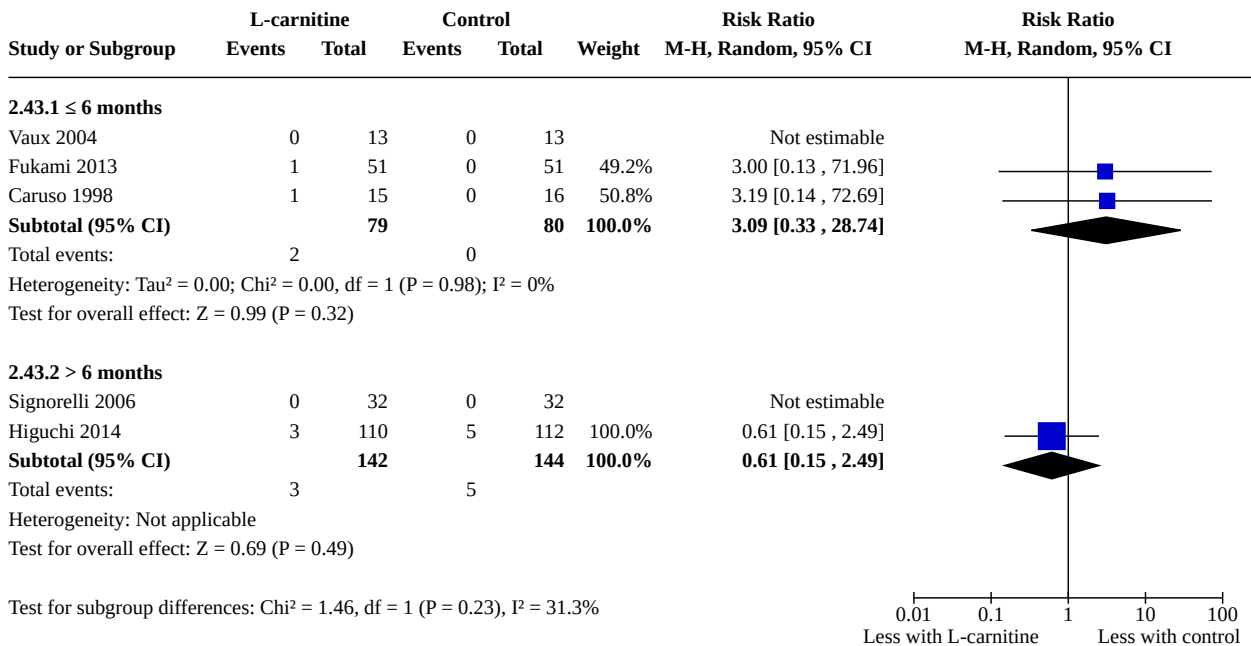 L-carnitine Control Risk Ratio Risk Ratio
Study or Subgroup Events Total Events Total Weight M-H, Random, 95% CI M-H, Random, 95% CI
2.43.1 ≤ 6 months
Vaux 2004 0 13 0 13 Not estimable
Fukami 2013 1 51 0 51 49.2% 3.00 [0.13 , 71.96]
Caruso 1998 1 15 0 16 50.8% 3.19 [0.14 , 72.69]
Subtotal (95% CI) 79 80 100.0% 3.09 [0.33 , 28.74]
Total events: 2 0
Heterogeneity: Tau² = 0.00; Chi² = 0.00, df = 1 (P = 0.98); I² = 0%
Test for overall effect: Z = 0.99 (P = 0.32)
2.43.2 > 6 months
Signorelli 2006 0 32 0 32 Not estimable
Higuchi 2014 3 110 5 112 100.0% 0.61 [0.15 , 2.49]
Subtotal (95% CI) 142 144 100.0% 0.61 [0.15 , 2.49]
Total events: 3 5
Heterogeneity: Not applicable
Test for overall effect: Z = 0.69 (P = 0.49)
Test for subgroup differences: Chi² = 1.46, df = 1 (P = 0.23), I² = 31.3%
0.01 0.1 1 10 100
Less with L-carnitine Less with control